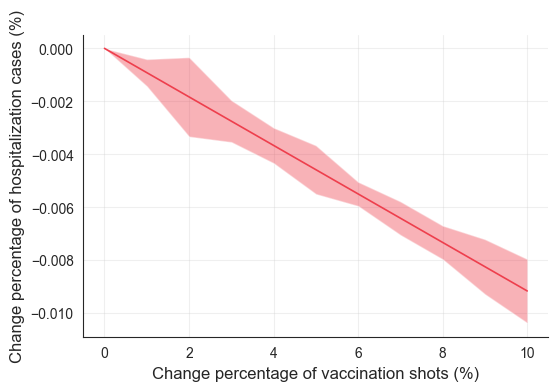 Change percentage of hospitalization cases (%)
0.000
−0.002
−0.004
−0.006
−0.008
−0.010
0 2 4 6 8 10
Change percentage of vaccination shots (%)